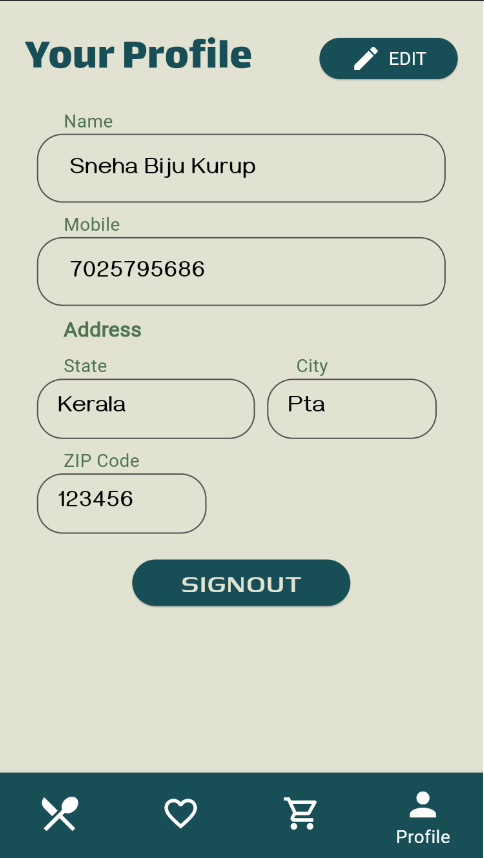 Your Profile
EDIT
Name
Sneha Biju Kurup
Mobile
7025795686
Address
State
City
Kerala
Pta
ZIP Code
123456
SIGNOUT
Profile